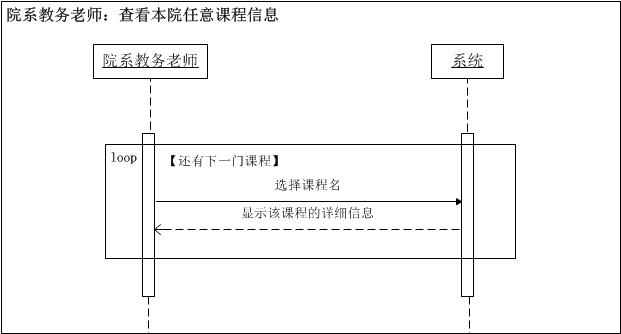 院系教务老师：查看本院任意课程信息
院系教务老师
系统
loop
【还有下一门课程】
选择课程名
显示该课程的详细信息